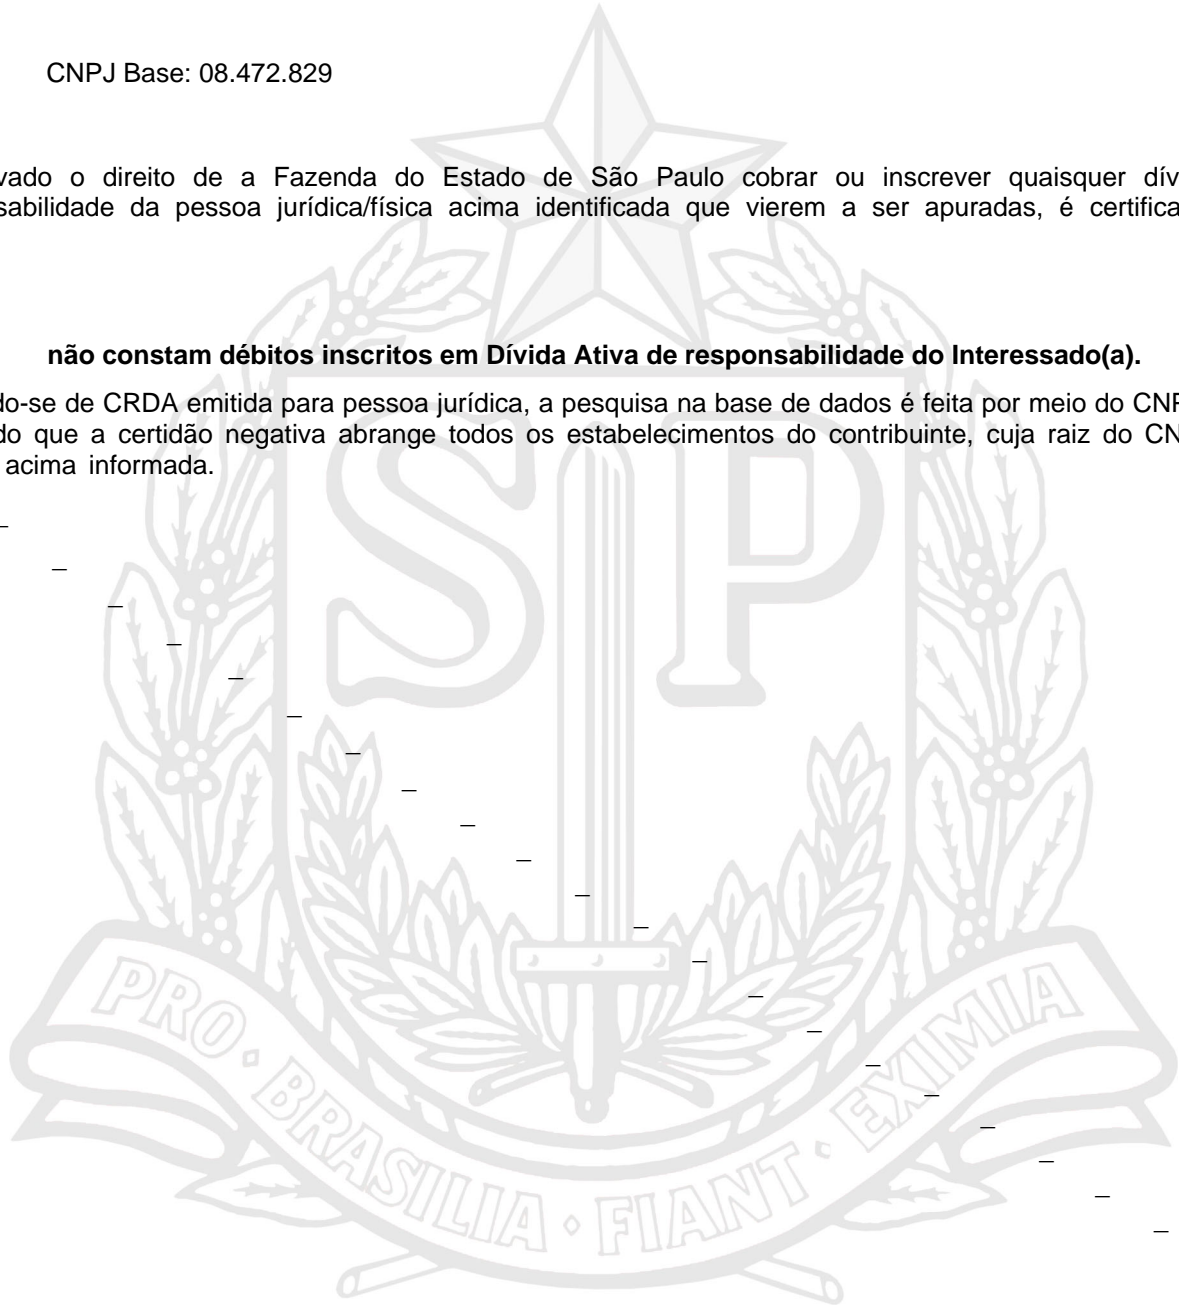 CNPJ Base: 08.472.829
vado o direito de a Fazenda do Estado de São Paulo cobrar ou inscrever quaisquer dív
sabilidade da pessoa jurídica/física acima identificada que vierem a ser apuradas, é certifica
não constam débitos inscritos em Dívida Ativa de responsabilidade do Interessado(a).
do-se de CRDA emitida para pessoa jurídica, a pesquisa na base de dados é feita por meio do CNP
do que a certidão negativa abrange todos os estabelecimentos do contribuinte, cuja raiz do CN
acima informada.
SP
PRO BRASILIA FIANT EXIMIA